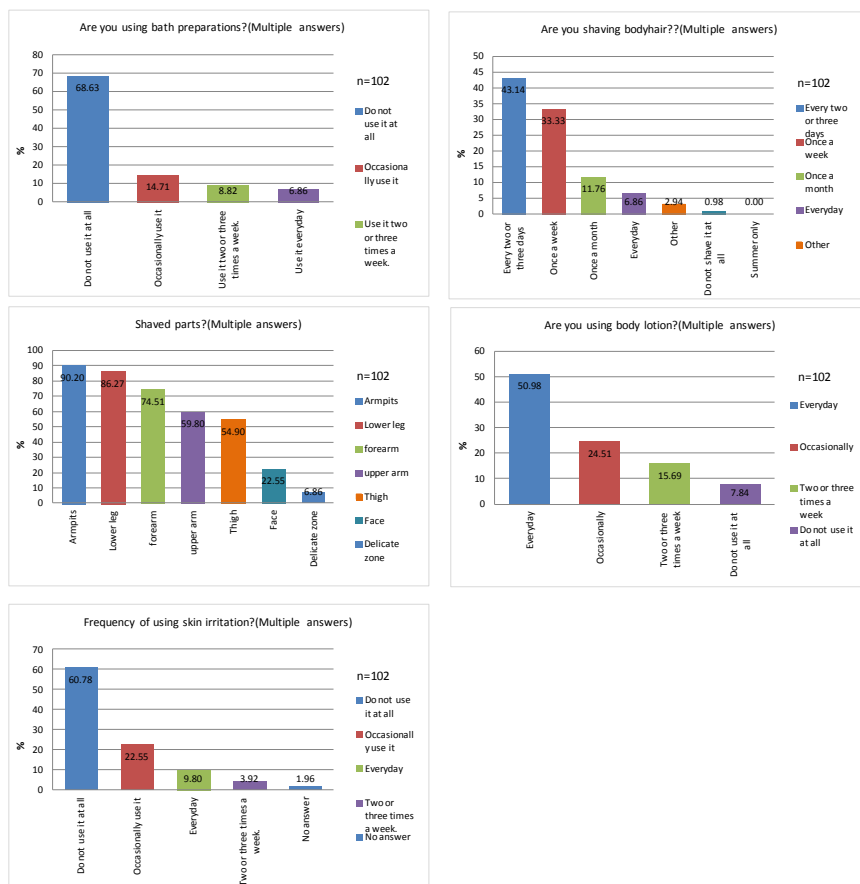 Are you using bath preparations?(Multiple answers)
80
70
60
50
40
30
20
10
0
%
68.63
14.71
8.82
6.86
Do not use it at all
Occasionally use it
Use it two or three
times a week.
Use it everyday
n=102
Do not
use it at
all
Occasiona
lly use it
Use it two
or three
times a
week.
Are you shaving bodyhair??(Multiple answers)
50
45
40
35
30
25
20
15
10
5
0
%
43.14
33.33
11.76
6.86
2.94
0.98
0.00
Every two or
three days
Once a week
Once a month
Everyday
Other
Do not shave it at
all
Summer only
n=102
Every two
or three
days
Once a
week
Once a
month
Everyday
Other
Shaved parts?(Multiple answers)
100
90
80
70
60
50
40
30
20
10
0
%
90.20
86.27
74.51
59.80
54.90
22.55
6.86
Armpits
Lower leg
forearm
upper arm
Thigh
Face
Delicate zone
n=102
Armpits
Lower leg
forearm
upper arm
Thigh
Face
Delicate
zone
Are you using body lotion?(Multiple answers)
60
50
40
30
20
10
0
%
50.98
24.51
15.69
7.84
Everyday
Occasionally
Two or three
times a week
Do not use it at
all
n=102
Everyday
Occasionally
Two or three
times a
week
Do not use
it at all
Frequency of using skin irritation?(Multiple answers)
70
60
50
40
30
20
10
0
%
60.78
22.55
9.80
3.92
1.96
Do not use it at all
Occasionally use it
Everyday
Two or three times a
week.
No answer
n=102
Do not use
it at all
Occasionall
y use it
Everyday
Two or
three times
a week.
No answer